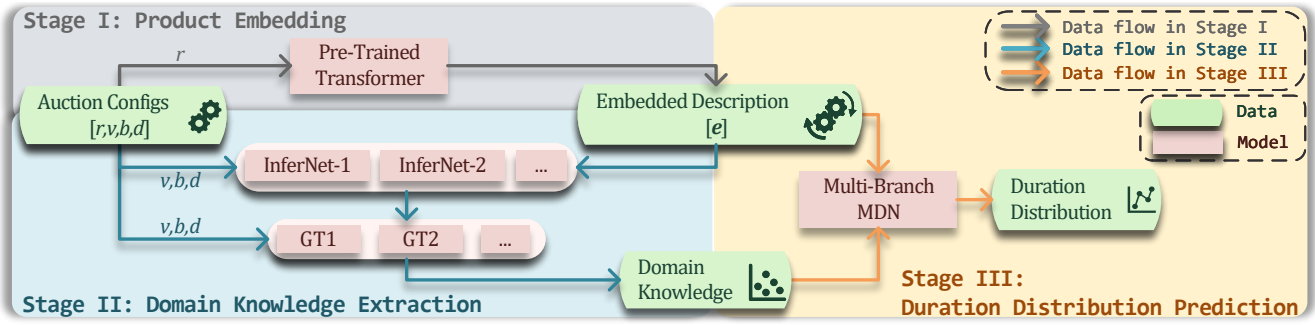 Stage I: Product Embedding
r
Pre-Trained
Transformer
Auction Configs
[r,v,b,d]
Embedded Description
[e]
v,b,d
InferNet-1
InferNet-2
...
v,b,d
GT1
GT2
...
Domain
Knowledge
Stage II: Domain Knowledge Extraction
Data flow in Stage I
Data flow in Stage II
Data flow in Stage III
Data
Model
Multi-Branch
MDN
Duration
Distribution
Stage III:
Duration Distribution Prediction